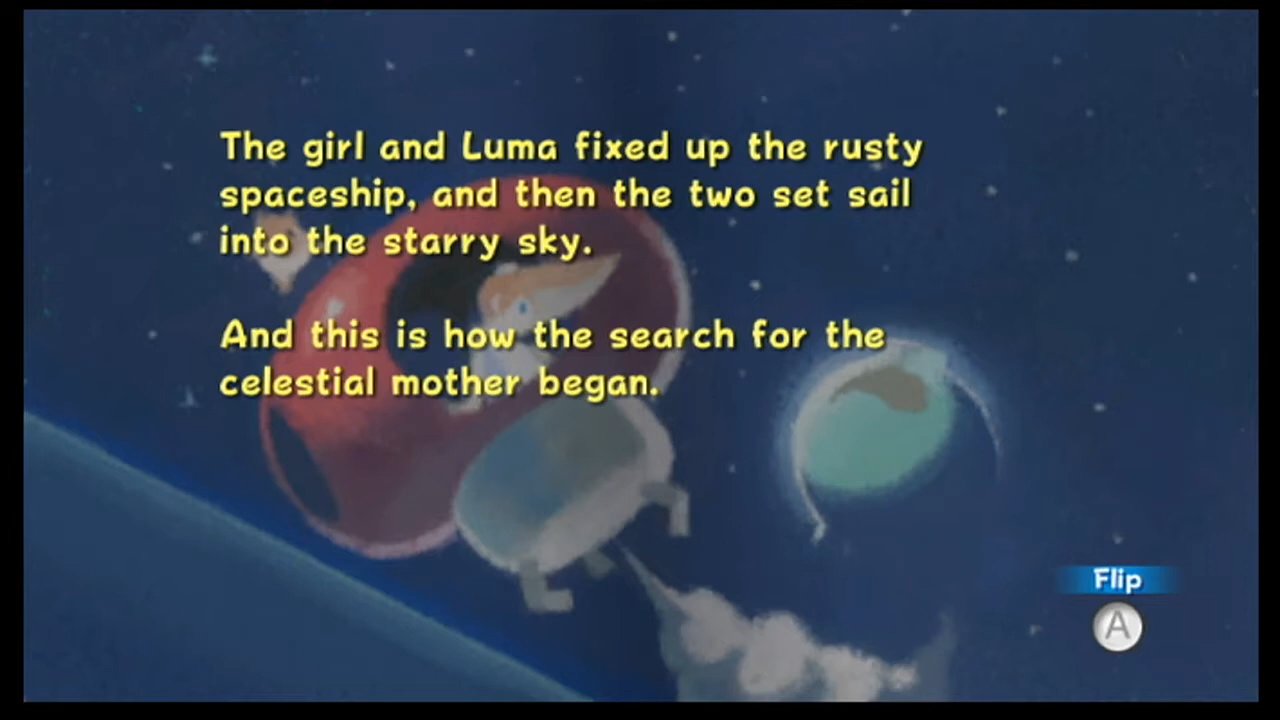 The girl and Luma fixed up the rusty
spaceship, and then the two set sail
into the starry sky.
And this is how the search for the
celestial mother began.
Flip
A